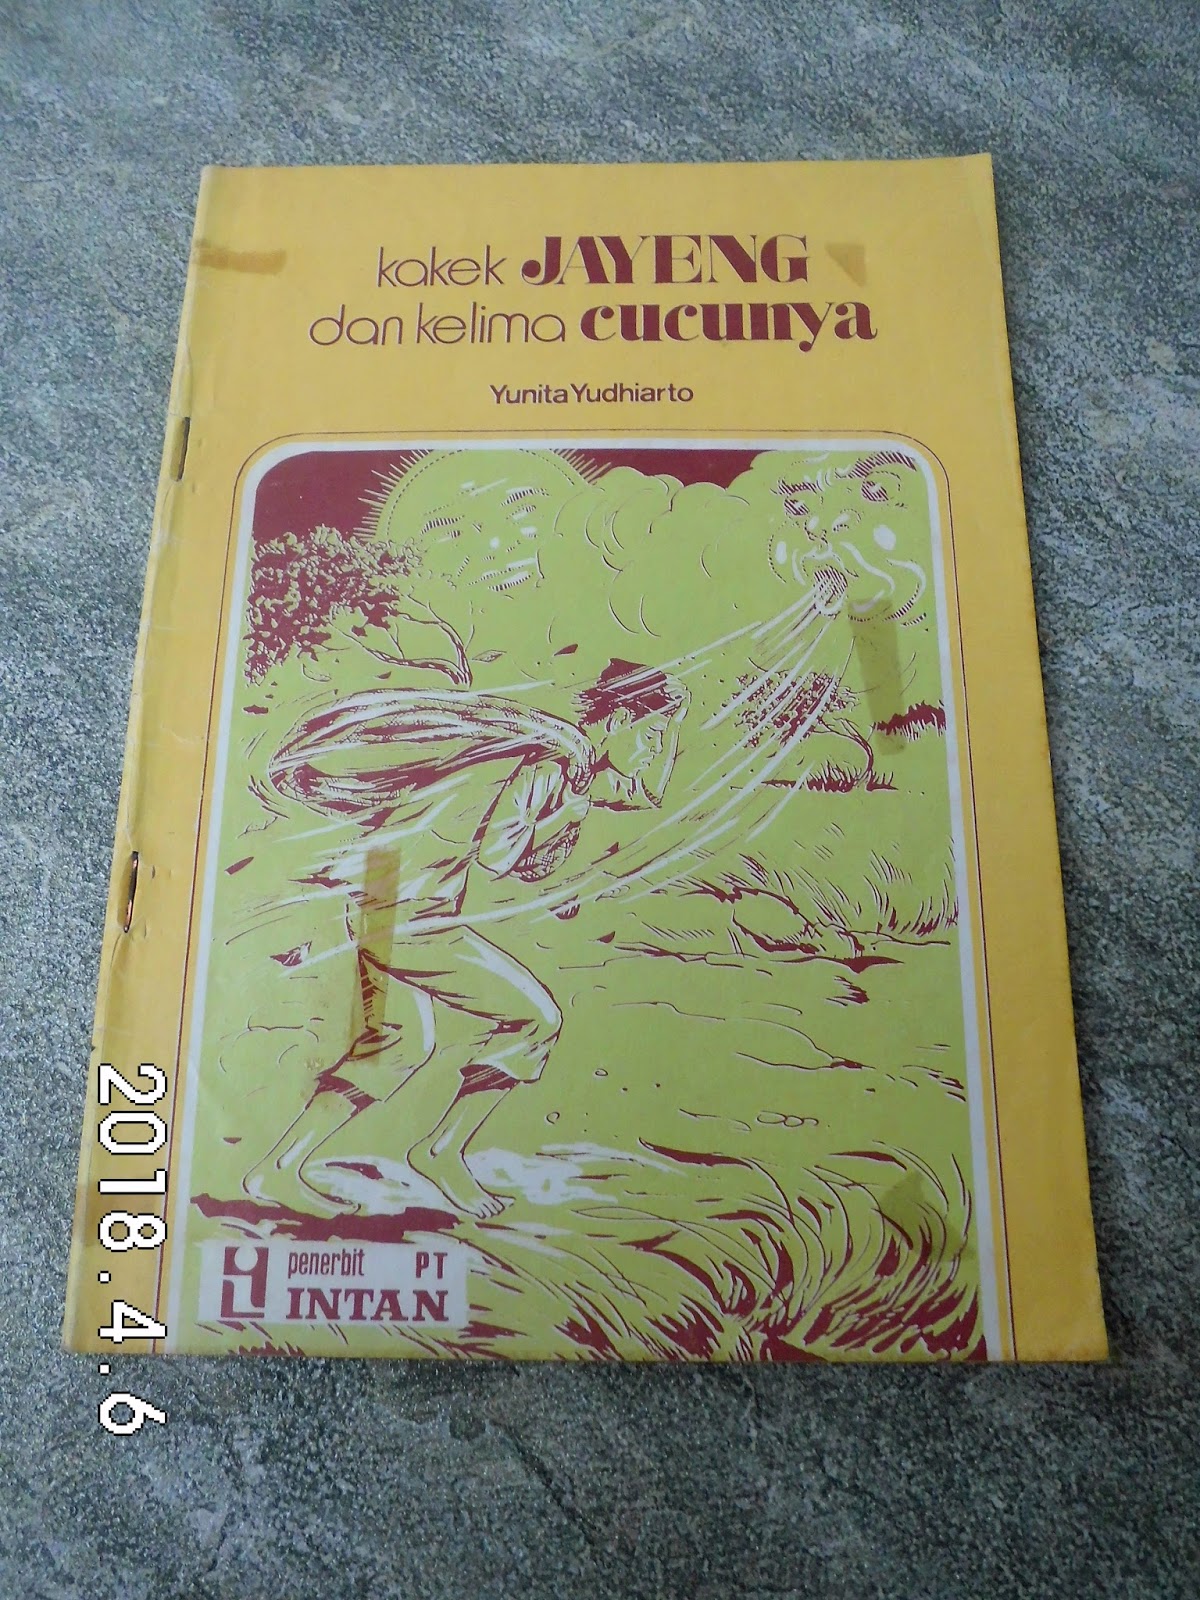 kakek JAYENG
dan kelima cucunya
Yunita Yudhiarto
penerbit PT
INTAN
2018.4.6